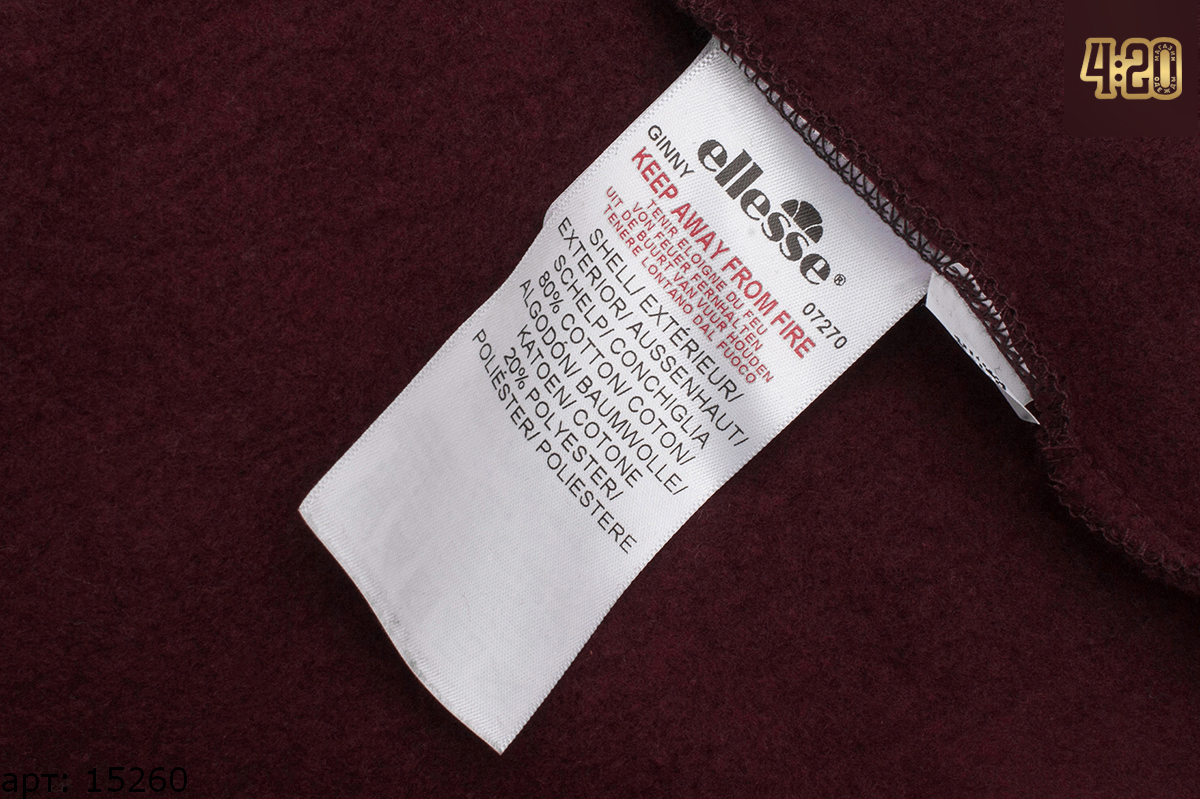 4:20
МАГАЗИН ОДЕЖДЫ
ellesse®
GINNY 07270
KEEP AWAY FROM FIRE
TENIR ELOIGNE DU FEU
VON FEUER FERNHALTEN
UIT DE BUURT VAN VUUR HOUDEN
TENERE LONTANO DAL FUOCO
SHELL/ EXTÉRIEUR/
EXTERIOR/ AUSSENHAUT/
SCHELP/ CONCHIGLIA
80% COTTON/ COTON/
ALGODÓN/ BAUMWOLLE/
KATOEN/ COTONE
20% POLYESTER/
POLIÉSTER/ POLIESTERE
арт: 15260